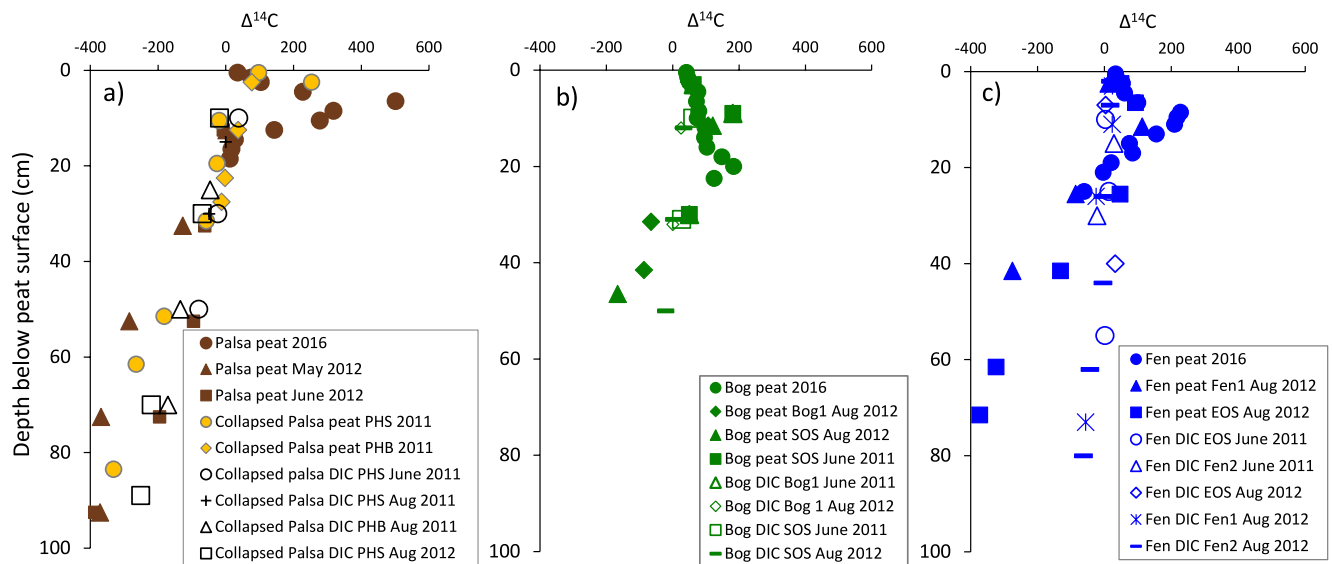 Δ¹⁴C
-400 -200 0 200 400 600
0
20
40
60
80
100
Depth below peat surface (cm)
a)
Palsa peat 2016
Palsa peat May 2012
Palsa peat June 2012
Collapsed Palsa peat PHS 2011
Collapsed Palsa peat PHB 2011
Collapsed palsa DIC PHS June 2011
Collapsed Palsa DIC PHS Aug 2011
Collapsed Palsa DIC PHB Aug 2011
Collapsed Palsa DIC PHS Aug 2012
Δ¹⁴C
-400 -200 0 200 400 600
0
20
40
60
80
100
b)
Bog peat 2016
Bog peat Bog1 Aug 2012
Bog peat SOS Aug 2012
Bog peat SOS June 2011
Bog DIC Bog1 June 2011
Bog DIC Bog 1 Aug 2012
Bog DIC SOS June 2011
Bog DIC SOS Aug 2012
Δ¹⁴C
-400 -200 0 200 400 600
0
20
40
60
80
100
c)
Fen peat 2016
Fen peat Fen1 Aug 2012
Fen peat EOS Aug 2012
Fen DIC EOS June 2011
Fen DIC Fen2 June 2011
Fen DIC EOS Aug 2012
Fen DIC Fen1 Aug 2012
Fen DIC Fen2 Aug 2012